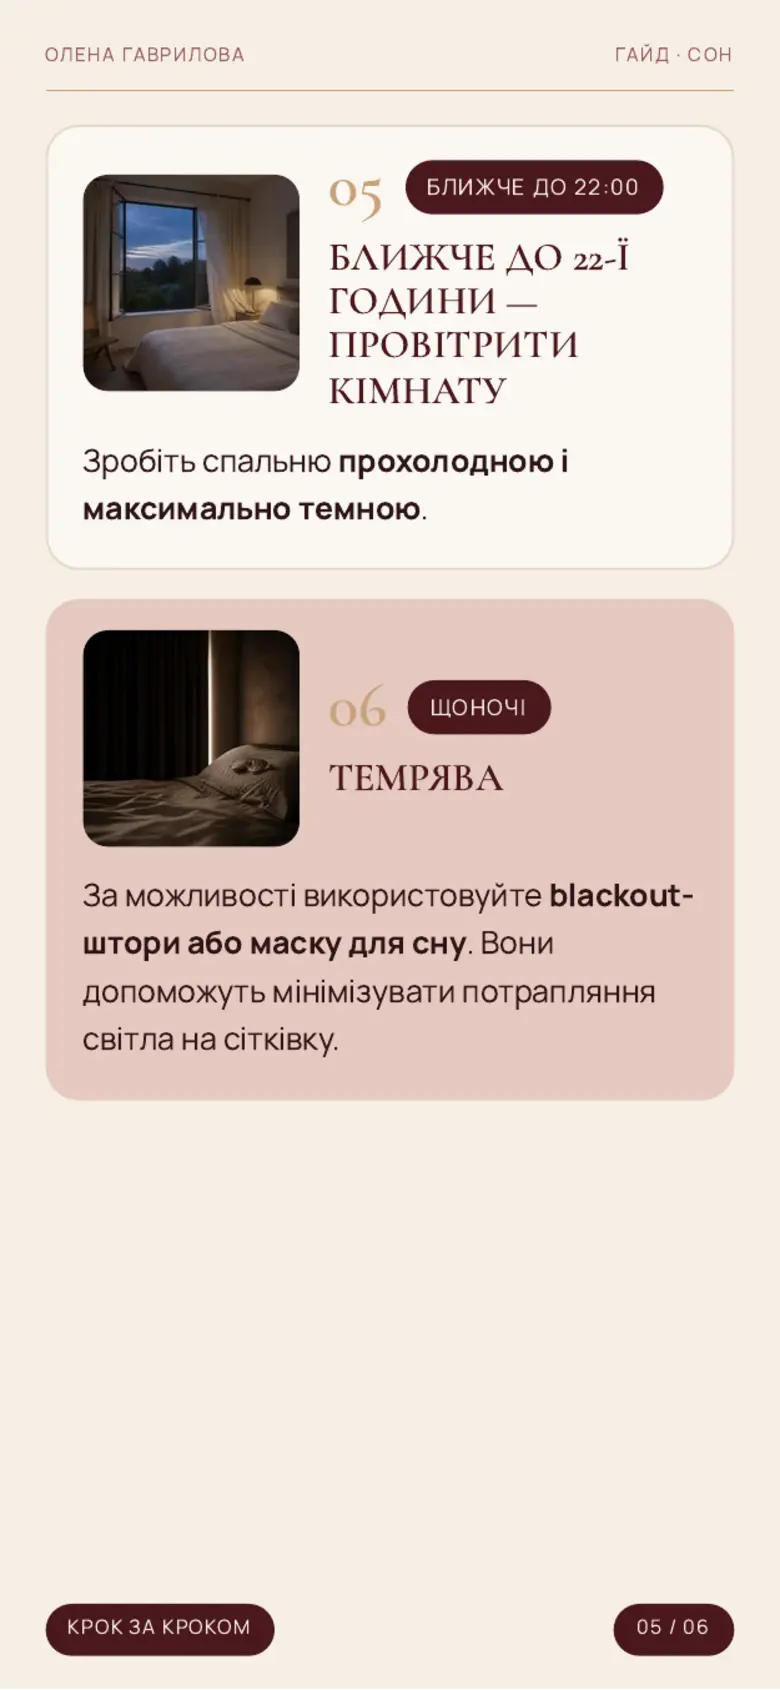 ОЛЕНА ГАВРИЛОВА
ГАЙД · СОН
05
БЛИЖЧЕ ДО 22:00
БЛИЖЧЕ ДО 22-Ї
ГОДИНИ —
ПРОВІТРИТИ
КІМНАТУ
Зробіть спальню прохолодною і
максимально темною.
06
ЩОНОЧІ
ТЕМРЯВА
За можливості використовуйте blackout-
штори або маску для сну. Вони
допоможуть мінімізувати потрапляння
світла на сітківку.
КРОК ЗА КРОКОМ
05 / 06